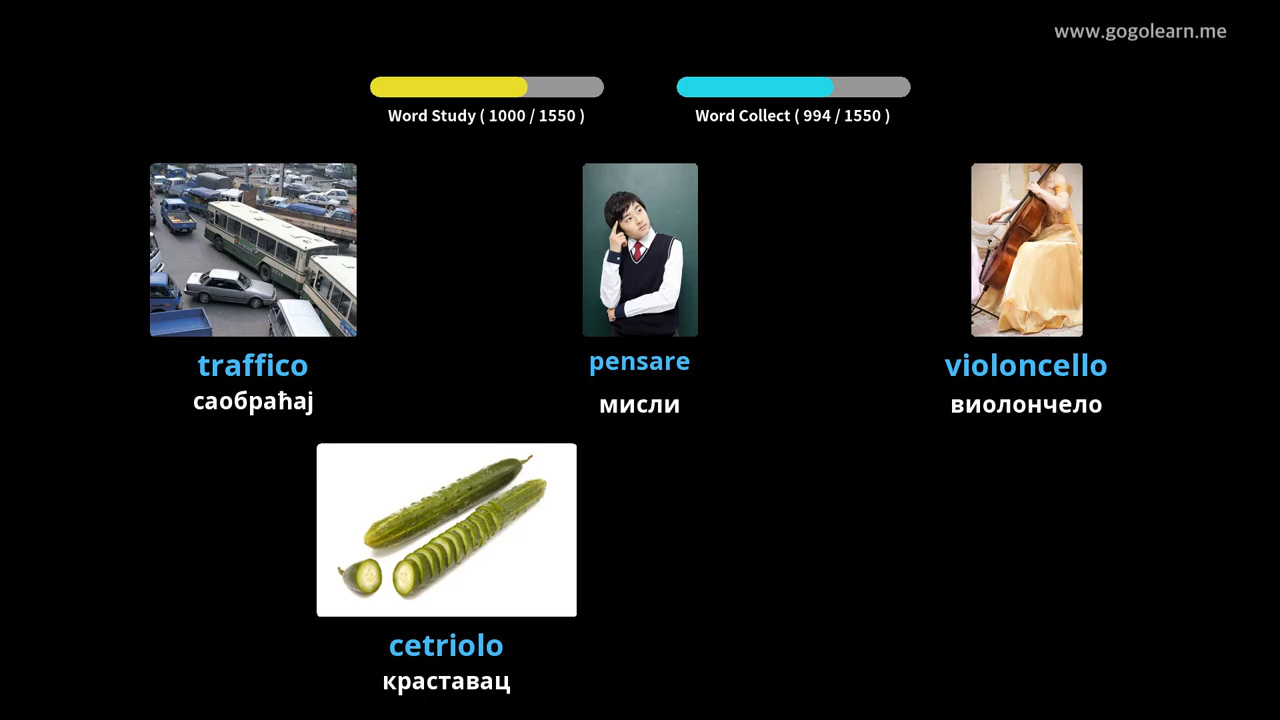 www.gogolearn.me
Word Study ( 1000 / 1550 )
Word Collect ( 994 / 1550 )
traffico
саобраћај
pensare
мисли
violoncello
виолончело
cetriolo
краставац